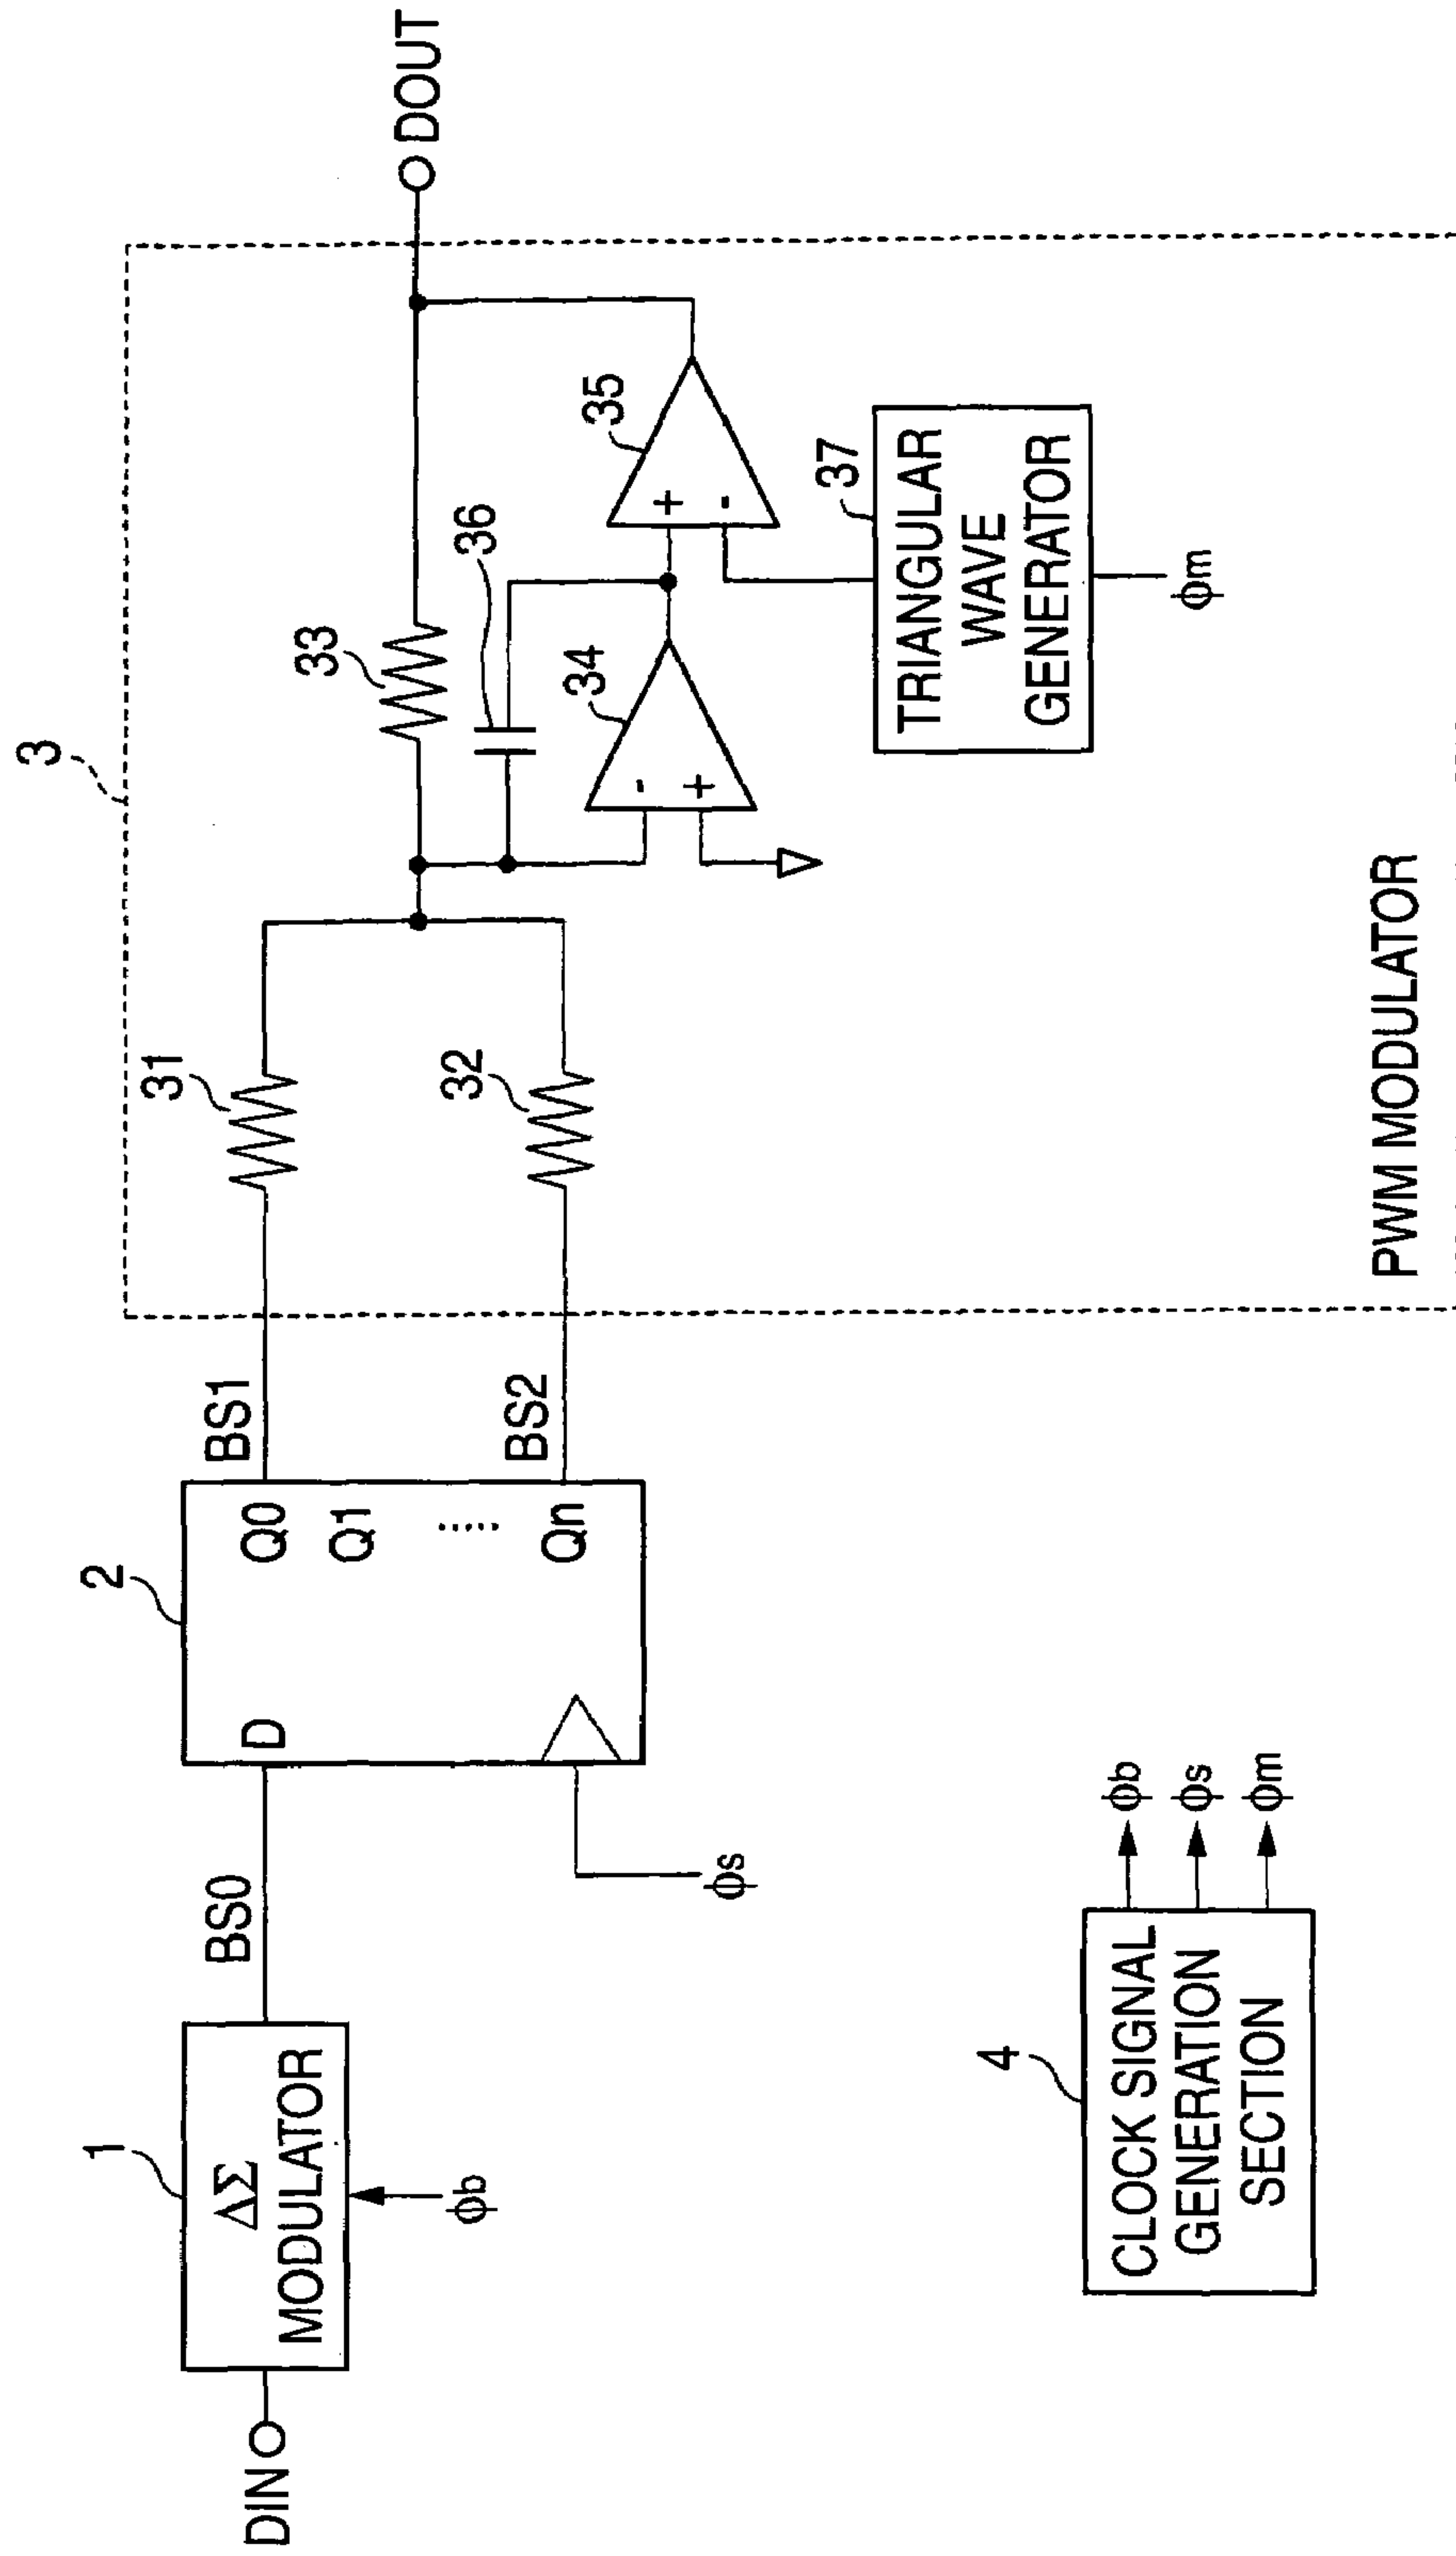 3
33
DOUT
31
36
34
35
37
32
-
+
+
-
TRIANGULAR
WAVE
GENERATOR
ϕm
PWM MODULATOR
BS1
BS2
2
D
Q0
Q1
.....
Qn
BS0
ϕs
1
ΔΣ
MODULATOR
DIN
ϕb
4
CLOCK SIGNAL
GENERATION
SECTION
ϕb
ϕs
ϕm